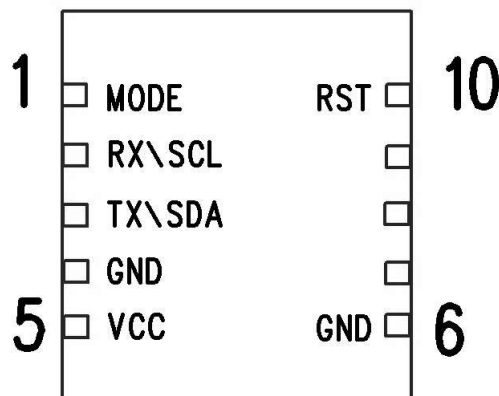 1 MODE RST 10
RX\SCL
TX\SDA
GND
5 VCC GND 6